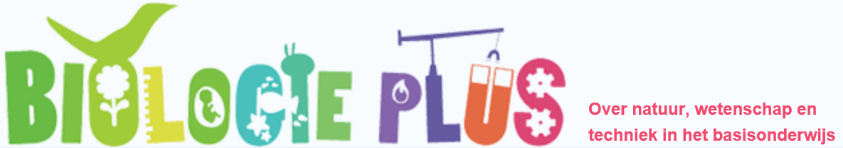 BIOLOGIE PLUS
Over natuur, wetenschap en
techniek in het basisonderwijs